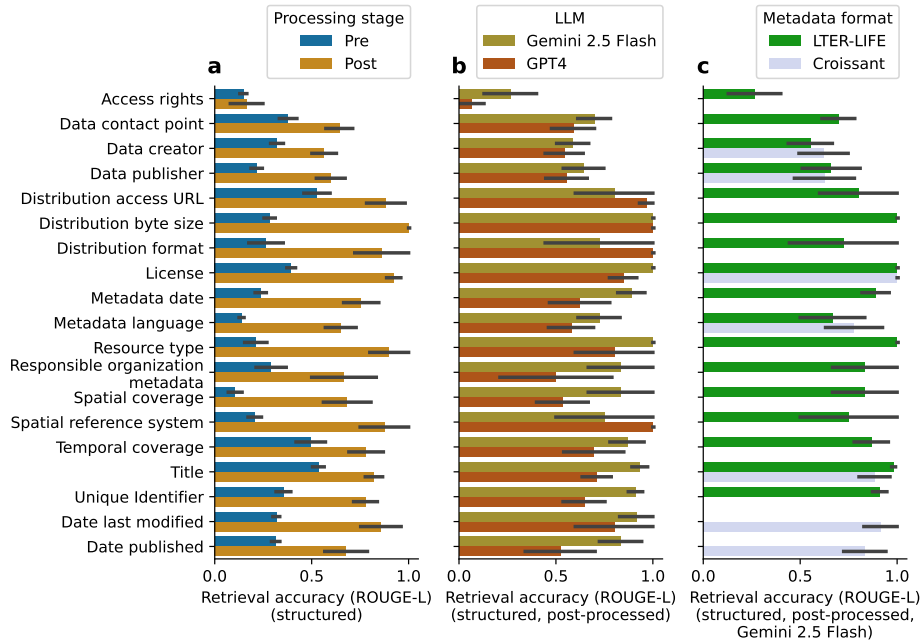 Processing stage
Pre
Post
LLM
Gemini 2.5 Flash
GPT4
Metadata format
LTER-LIFE
Croissant
a
b
c
Access rights
Data contact point
Data creator
Data publisher
Distribution access URL
Distribution byte size
Distribution format
License
Metadata date
Metadata language
Resource type
Responsible organization
metadata
Spatial coverage
Spatial reference system
Temporal coverage
Title
Unique Identifier
Date last modified
Date published
0.0 0.5 1.0
0.0 0.5 1.0
0.0 0.5 1.0
Retrieval accuracy (ROUGE-L)
(structured)
Retrieval accuracy (ROUGE-L)
(structured, post-processed)
Retrieval accuracy (ROUGE-L)
(structured, post-processed,
Gemini 2.5 Flash)